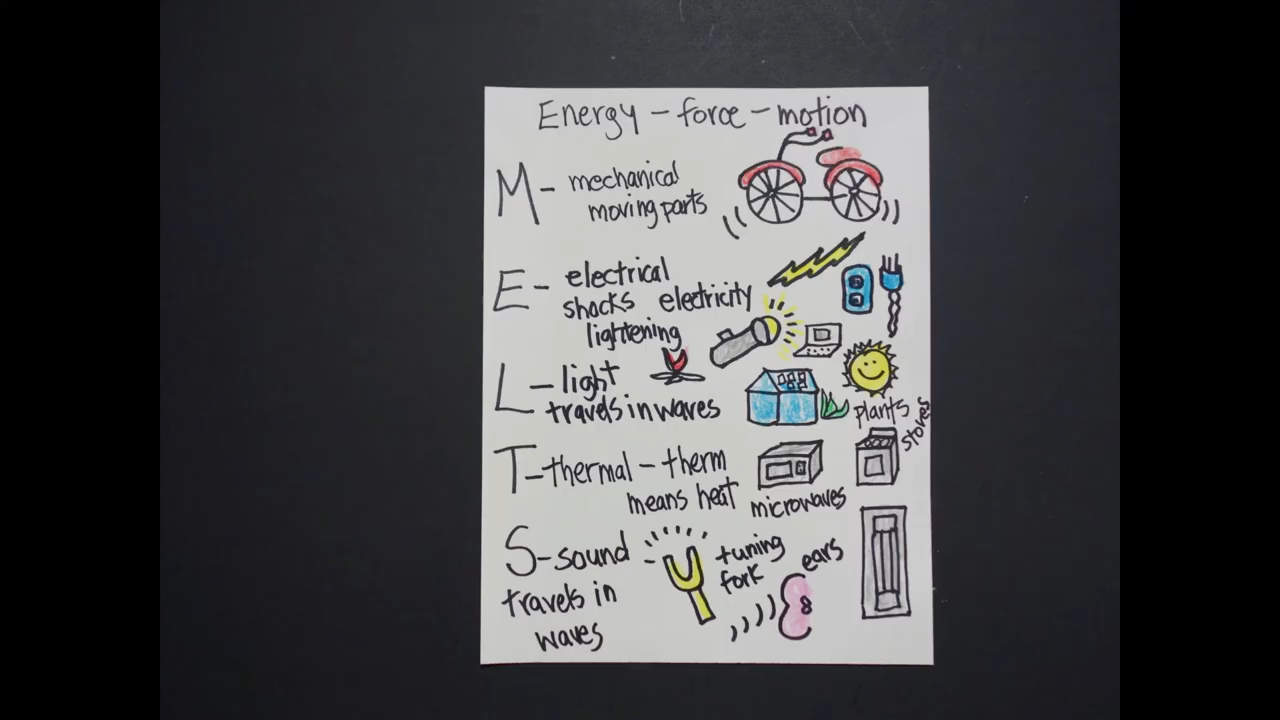 Energy - force - motion
M - mechanical
moving parts
E - electrical
shocks electricity
lightening
L - light
travels in waves
plants
stoves
T - thermal - therm
means heat
microwaves
S - sound
travels in
waves
tuning
fork
ears